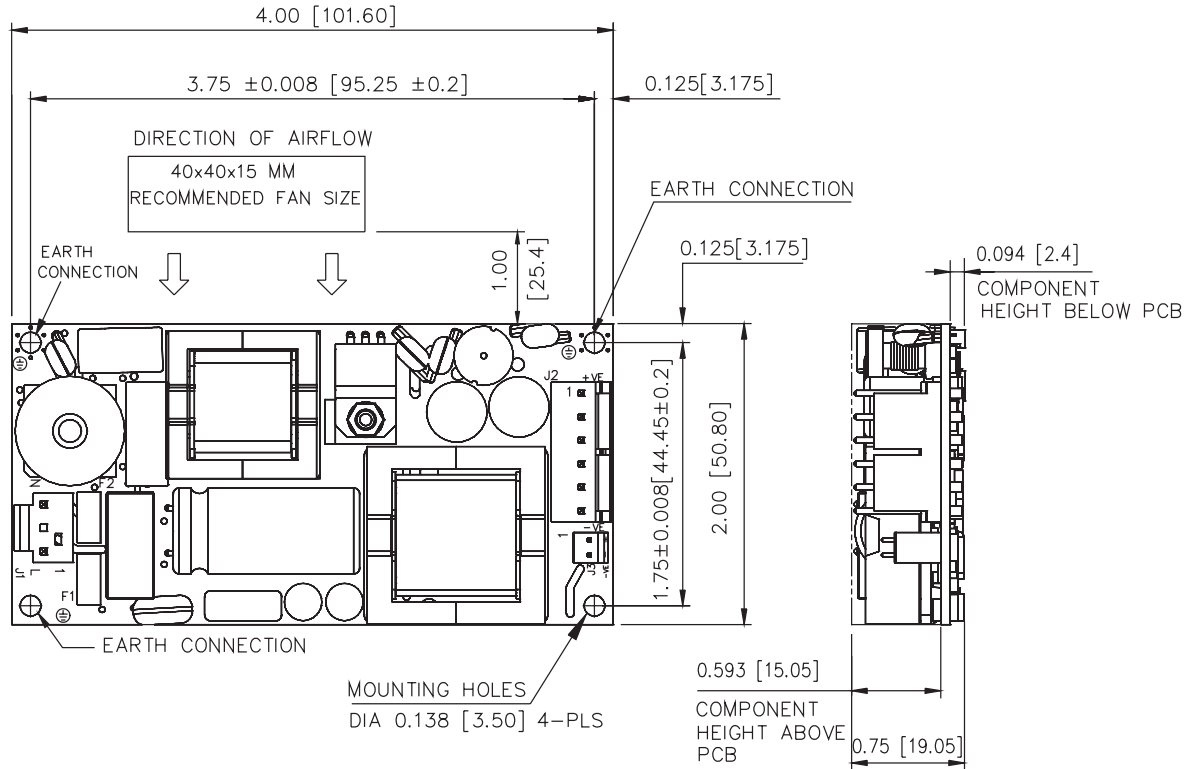 4.00 [101.60]
3.75 ±0.008 [95.25 ±0.2]
0.125[3.175]
DIRECTION OF AIRFLOW
40x40x15 MM
RECOMMENDED FAN SIZE
EARTH CONNECTION
EARTH
CONNECTION
1.00
[25.4]
0.125[3.175]
0.094 [2.4]
COMPONENT
HEIGHT BELOW PCB
J2
+VE
1
1.75±0.008[44.45±0.2]
2.00 [50.80]
N
F2
-VE
1
J3
-VE
J1
L
1
F1
EARTH CONNECTION
MOUNTING HOLES
DIA 0.138 [3.50] 4-PLS
0.593 [15.05]
COMPONENT
HEIGHT ABOVE
PCB
0.75 [19.05]